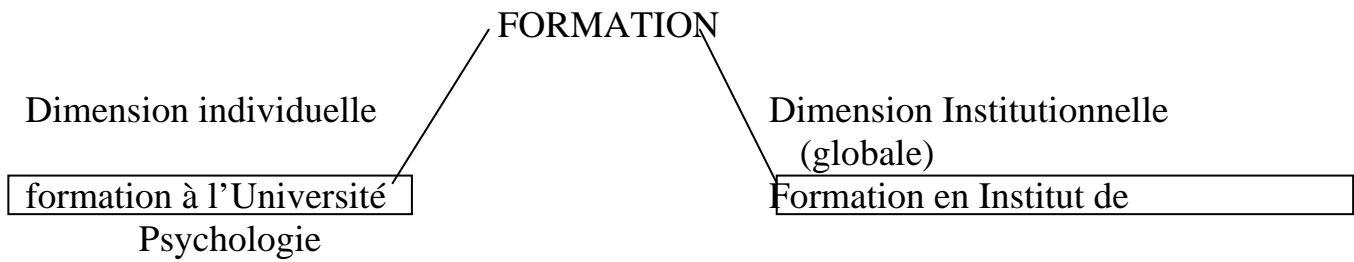 FORMATION
Dimension individuelle
formation à l’Université
Psychologie
Dimension Institutionnelle
(globale)
Formation en Institut de